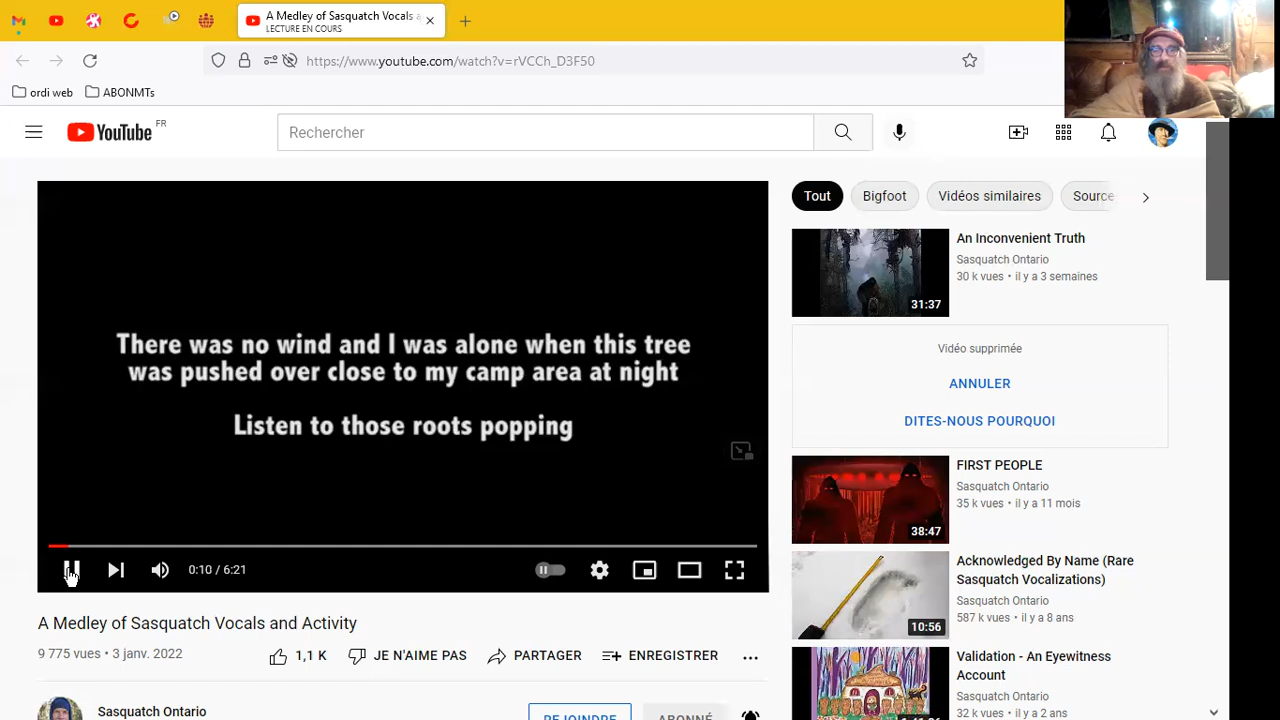 A Medley of Sasquatch Vocals a
LECTURE EN COURS
https://www.youtube.com/watch?v=rVCCh_D3F50
ordi web
ABONMTs
YouTube FR
Rechercher
There was no wind and I was alone when this tree
was pushed over close to my camp area at night
Listen to those roots popping
0:10 / 6:21
A Medley of Sasquatch Vocals and Activity
9 775 vues • 3 janv. 2022
1,1 K
JE N'AIME PAS
PARTAGER
ENREGISTRER
Sasquatch Ontario
REJOINDRE
ABONNÉ
Tout
Bigfoot
Vidéos similaires
Source
An Inconvenient Truth
Sasquatch Ontario
30 k vues • il y a 3 semaines
31:37
Vidéo supprimée
ANNULER
DITES-NOUS POURQUOI
FIRST PEOPLE
Sasquatch Ontario
35 k vues • il y a 11 mois
38:47
Acknowledged By Name (Rare
Sasquatch Vocalizations)
Sasquatch Ontario
587 k vues • il y a 8 ans
10:56
Validation - An Eyewitness
Account
Sasquatch Ontario
32 k vues • il y a 2 ans